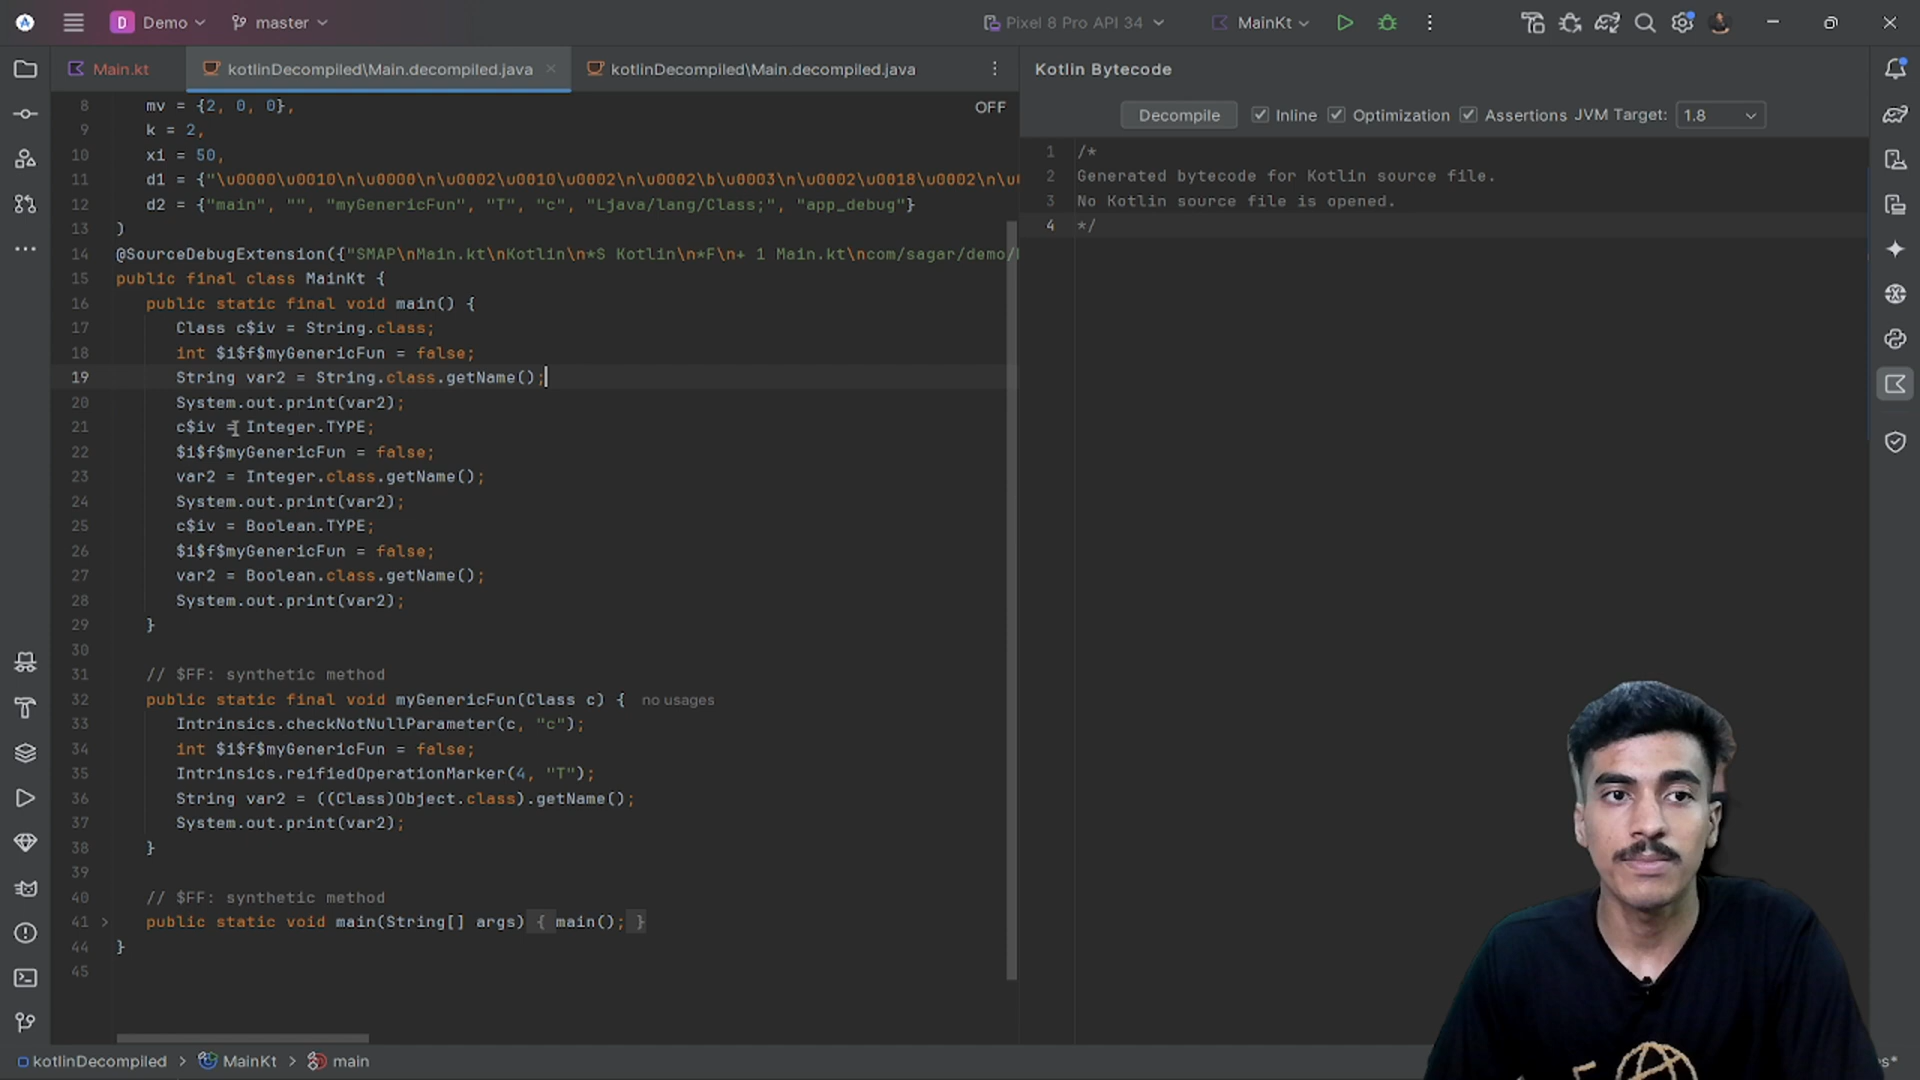 D Demo master Pixel 8 Pro API 34 MainKt
Main.kt kotlinDecompiled\Main.decompiled.java kotlinDecompiled\Main.decompiled.java Kotlin Bytecode
OFF
Decompile Inline Optimization Assertions JVM Target: 1.8
8 mv = {2, 0, 0},
9 k = 2,
10 xi = 50,
11 d1 = {"\u0000\u0010\n\u0000\n\u0002\u0010\u0002\n\u0002\b\u0003\n\u0002\u0018\u0002\n\u0
12 d2 = {"main", "", "myGenericFun", "T", "c", "Ljava/lang/Class;", "app_debug"}
13 )
14 @SourceDebugExtension({"SMAP\nMain.kt\nKotlin\n*S Kotlin\n*F\n+ 1 Main.kt\ncom/sagar/demo/
15 public final class MainKt {
16 public static final void main() {
17 Class c$iv = String.class;
18 int $i$f$myGenericFun = false;
19 String var2 = String.class.getName();
20 System.out.print(var2);
21 c$iv = Integer.TYPE;
22 $i$f$myGenericFun = false;
23 var2 = Integer.class.getName();
24 System.out.print(var2);
25 c$iv = Boolean.TYPE;
26 $i$f$myGenericFun = false;
27 var2 = Boolean.class.getName();
28 System.out.print(var2);
29 }
30
31 // $FF: synthetic method
32 public static final void myGenericFun(Class c) { no usages
33 Intrinsics.checkNotNullParameter(c, "c");
34 int $i$f$myGenericFun = false;
35 Intrinsics.reifiedOperationMarker(4, "T");
36 String var2 = ((Class)Object.class).getName();
37 System.out.print(var2);
38 }
39
40 // $FF: synthetic method
41 public static void main(String[] args) { main(); }
44 }
45
1 /*
2 Generated bytecode for Kotlin source file.
3 No Kotlin source file is opened.
4 */
kotlinDecompiled > MainKt > main